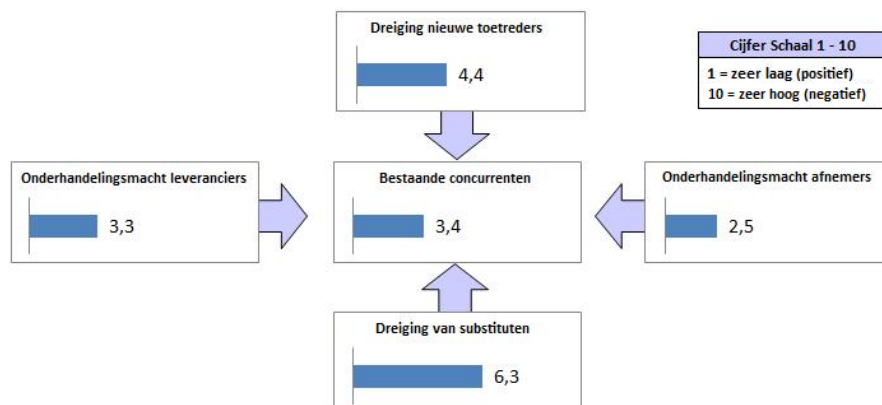 Dreiging nieuwe toetreders
4,4
Cijfer Schaal 1 - 10
1 = zeer laag (positief)
10 = zeer hoog (negatief)
Onderhandelingsmacht leveranciers
3,3
Bestaande concurrenten
3,4
Onderhandelingsmacht afnemers
2,5
Dreiging van substituten
6,3